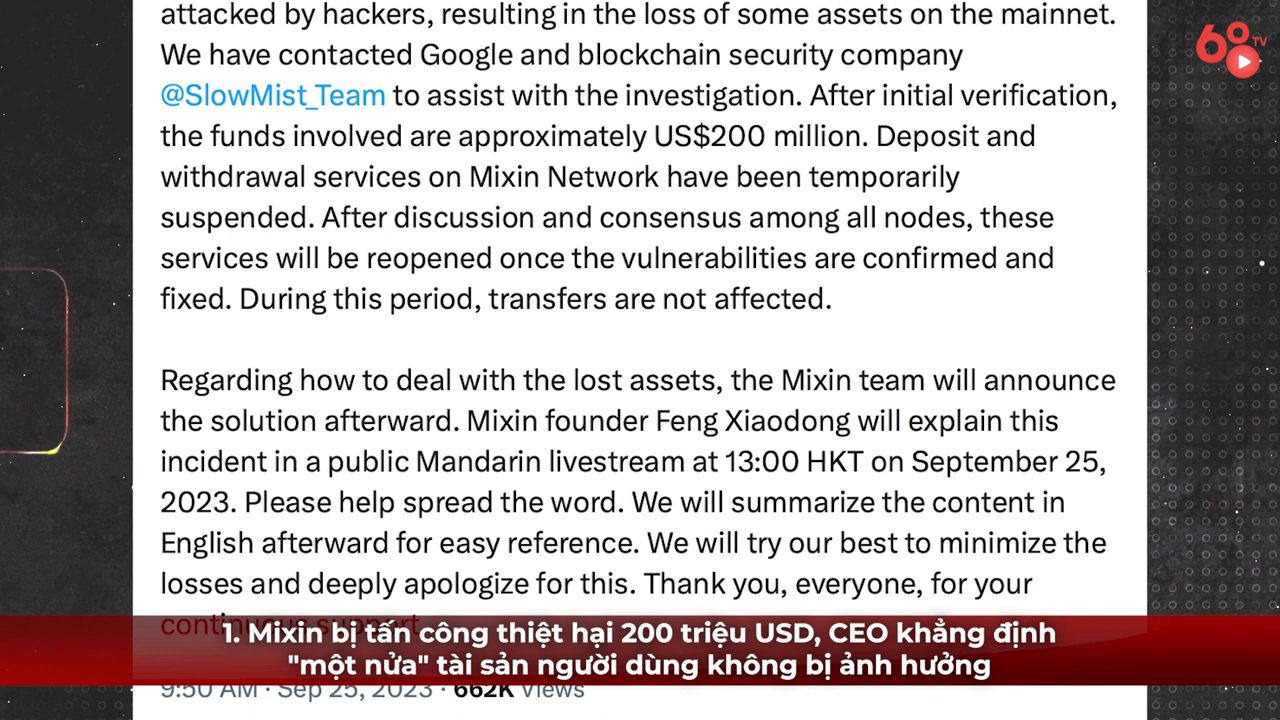 attacked by hackers, resulting in the loss of some assets on the mainnet.
We have contacted Google and blockchain security company
@SlowMist_Team to assist with the investigation. After initial verification,
the funds involved are approximately US$200 million. Deposit and
withdrawal services on Mixin Network have been temporarily
suspended. After discussion and consensus among all nodes, these
services will be reopened once the vulnerabilities are confirmed and
fixed. During this period, transfers are not affected.
Regarding how to deal with the lost assets, the Mixin team will announce
the solution afterward. Mixin founder Feng Xiaodong will explain this
incident in a public Mandarin livestream at 13:00 HKT on September 25,
2023. Please help spread the word. We will summarize the content in
English afterward for easy reference. We will try our best to minimize the
losses and deeply apologize for this. Thank you, everyone, for your
continuous support.
1. Mixin bị tấn công thiệt hại 200 triệu USD, CEO khẳng định
"một nửa" tài sản người dùng không bị ảnh hưởng
9:50 AM · Sep 25, 2023 · 662K Views
68 TV